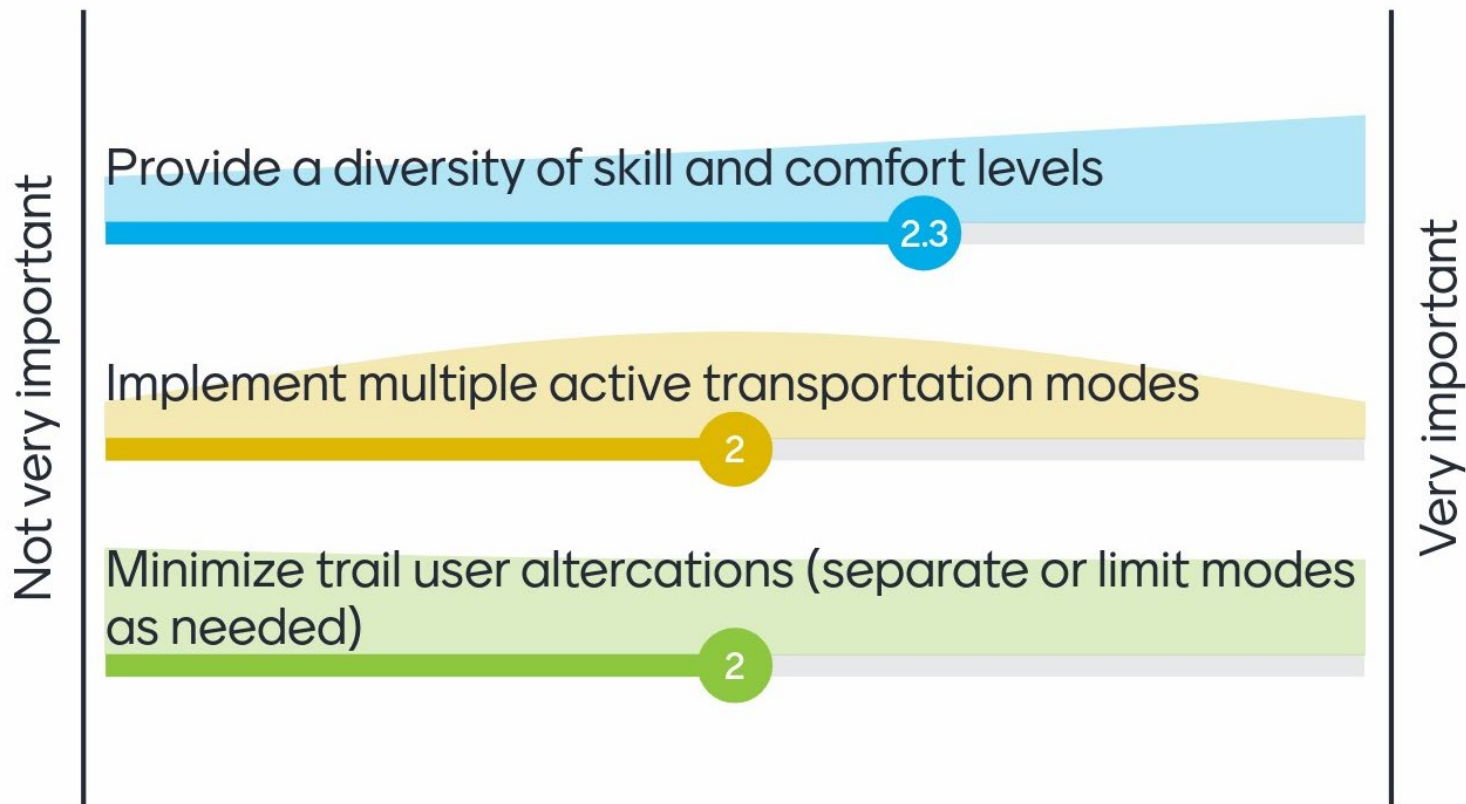 Not very important
Provide a diversity of skill and comfort levels
2.3
Implement multiple active transportation modes
2
Minimize trail user altercations (separate or limit modes
as needed)
2
Very important